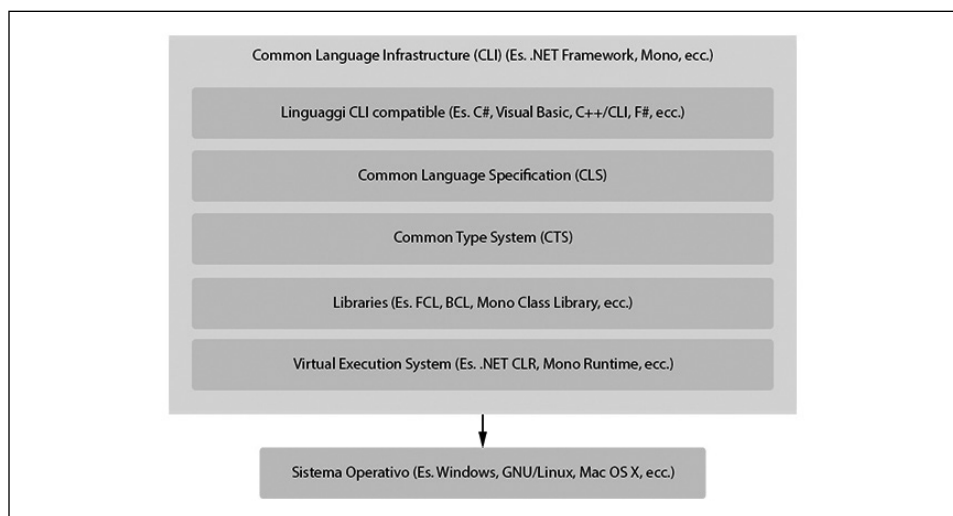 Common Language Infrastructure (CLI) (Es. .NET Framework, Mono, ecc.)
Linguaggi CLI compatible (Es. C#, Visual Basic, C++/CLI, F#, ecc.)
Common Language Specification (CLS)
Common Type System (CTS)
Libraries (Es. FCL, BCL, Mono Class Library, ecc.)
Virtual Execution System (Es. .NET CLR, Mono Runtime, ecc.)
Sistema Operativo (Es. Windows, GNU/Linux, Mac OS X, ecc.)